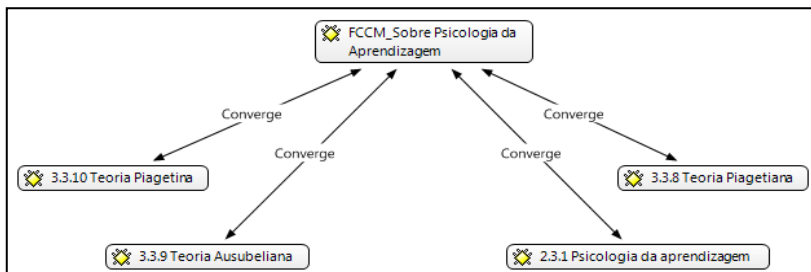 FCCM_Sobre Psicologia da
Aprendizagem
Converge
Converge
Converge
Converge
3.3.10 Teoria Piagetina
3.3.8 Teoria Piagetiana
3.3.9 Teoria Ausubeliana
2.3.1 Psicologia da aprendizagem